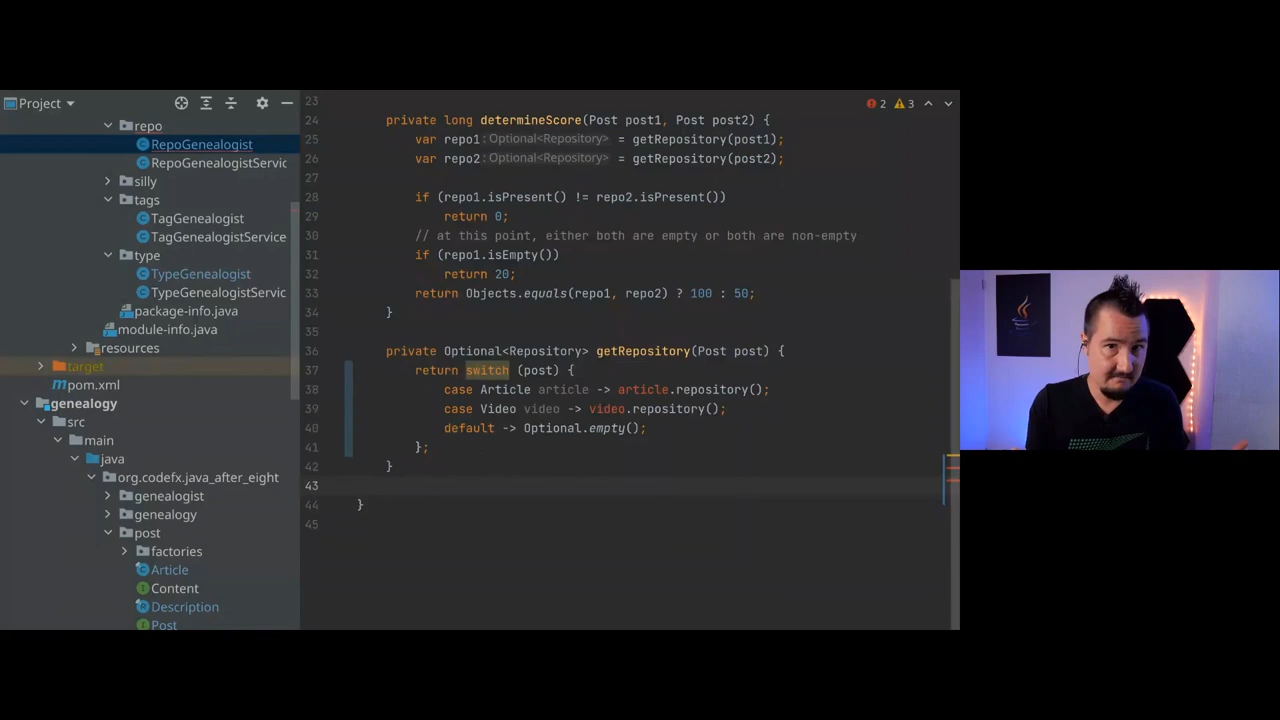 Project
repo
RepoGenealogist
RepoGenealogistServic
silly
tags
TagGenealogist
TagGenealogistService
type
TypeGenealogist
TypeGenealogistServic
package-info.java
module-info.java
resources
target
pom.xml
genealogy
src
main
java
org.codefx.java_after_eight
genealogist
genealogy
post
factories
Article
Content
Description
Post
2 3
23
24 private long determineScore(Post post1, Post post2) {
25 var repo1 : Optional<Repository> = getRepository(post1);
26 var repo2 : Optional<Repository> = getRepository(post2);
27
28 if (repo1.isPresent() != repo2.isPresent())
29 return 0;
30 // at this point, either both are empty or both are non-empty
31 if (repo1.isEmpty())
32 return 20;
33 return Objects.equals(repo1, repo2) ? 100 : 50;
34 }
35
36 private Optional<Repository> getRepository(Post post) {
37 return switch (post) {
38 case Article article -> article.repository();
39 case Video video -> video.repository();
40 default -> Optional.empty();
41 };
42 }
43
44 }
45